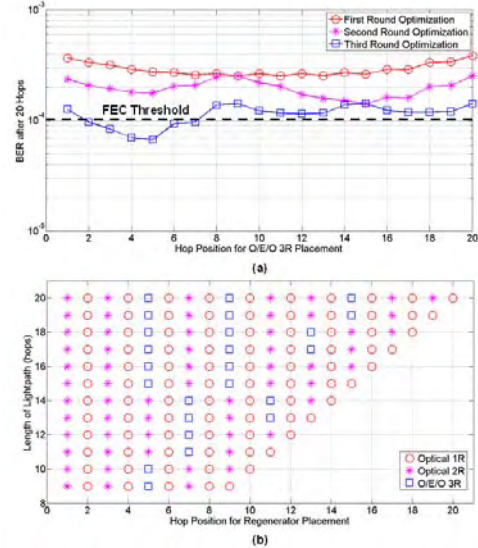 10⁻³
10⁻⁴
10⁻⁵
BER after 20 Hops
First Round Optimization
Second Round Optimization
Third Round Optimization
FEC Threshold
0 2 4 6 8 10 12 14 16 18 20
Hop Position for O/E/O 3R Placement
(a)
20
18
16
14
12
10
8
Length of Lightpath (hops)
Optical 1R
Optical 2R
O/E/O 3R
0 2 4 6 8 10 12 14 16 18 20
Hop Position for Regenerator Placement
(b)